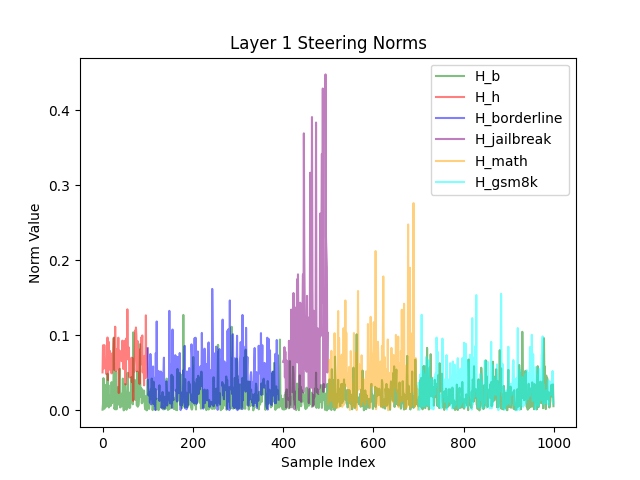 Layer 1 Steering Norms
H_b
H_h
H_borderline
H_jailbreak
H_math
H_gsm8k
Norm Value
0.4
0.3
0.2
0.1
0.0
0
200
400
600
800
1000
Sample Index